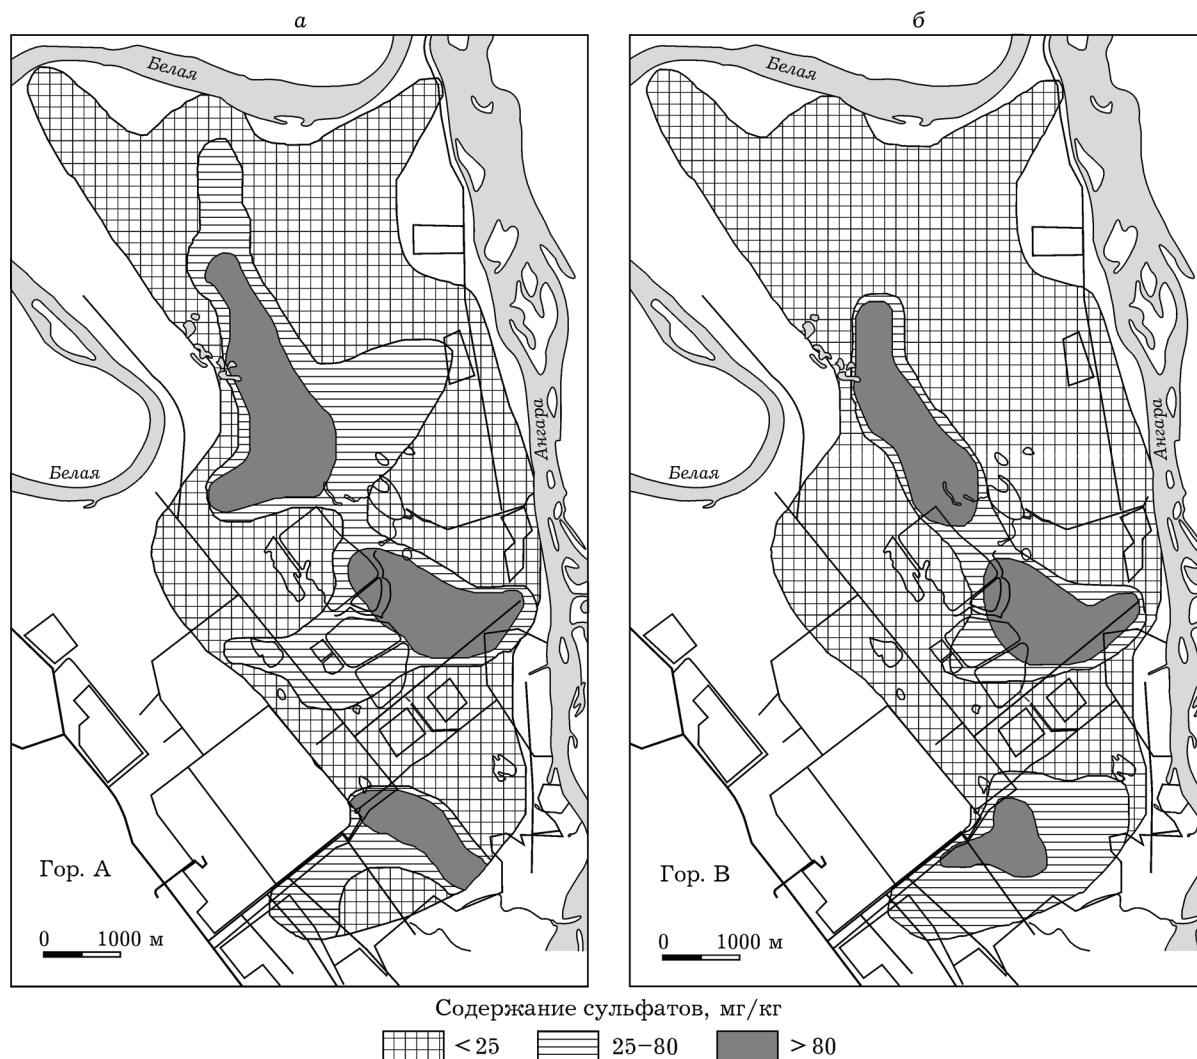 а
б
Белая
Белая
Ангара
Ангара
Белая
Белая
Гор. А
Гор. В
0 1000 м
0 1000 м
Содержание сульфатов, мг/кг
<25 25–80 >80